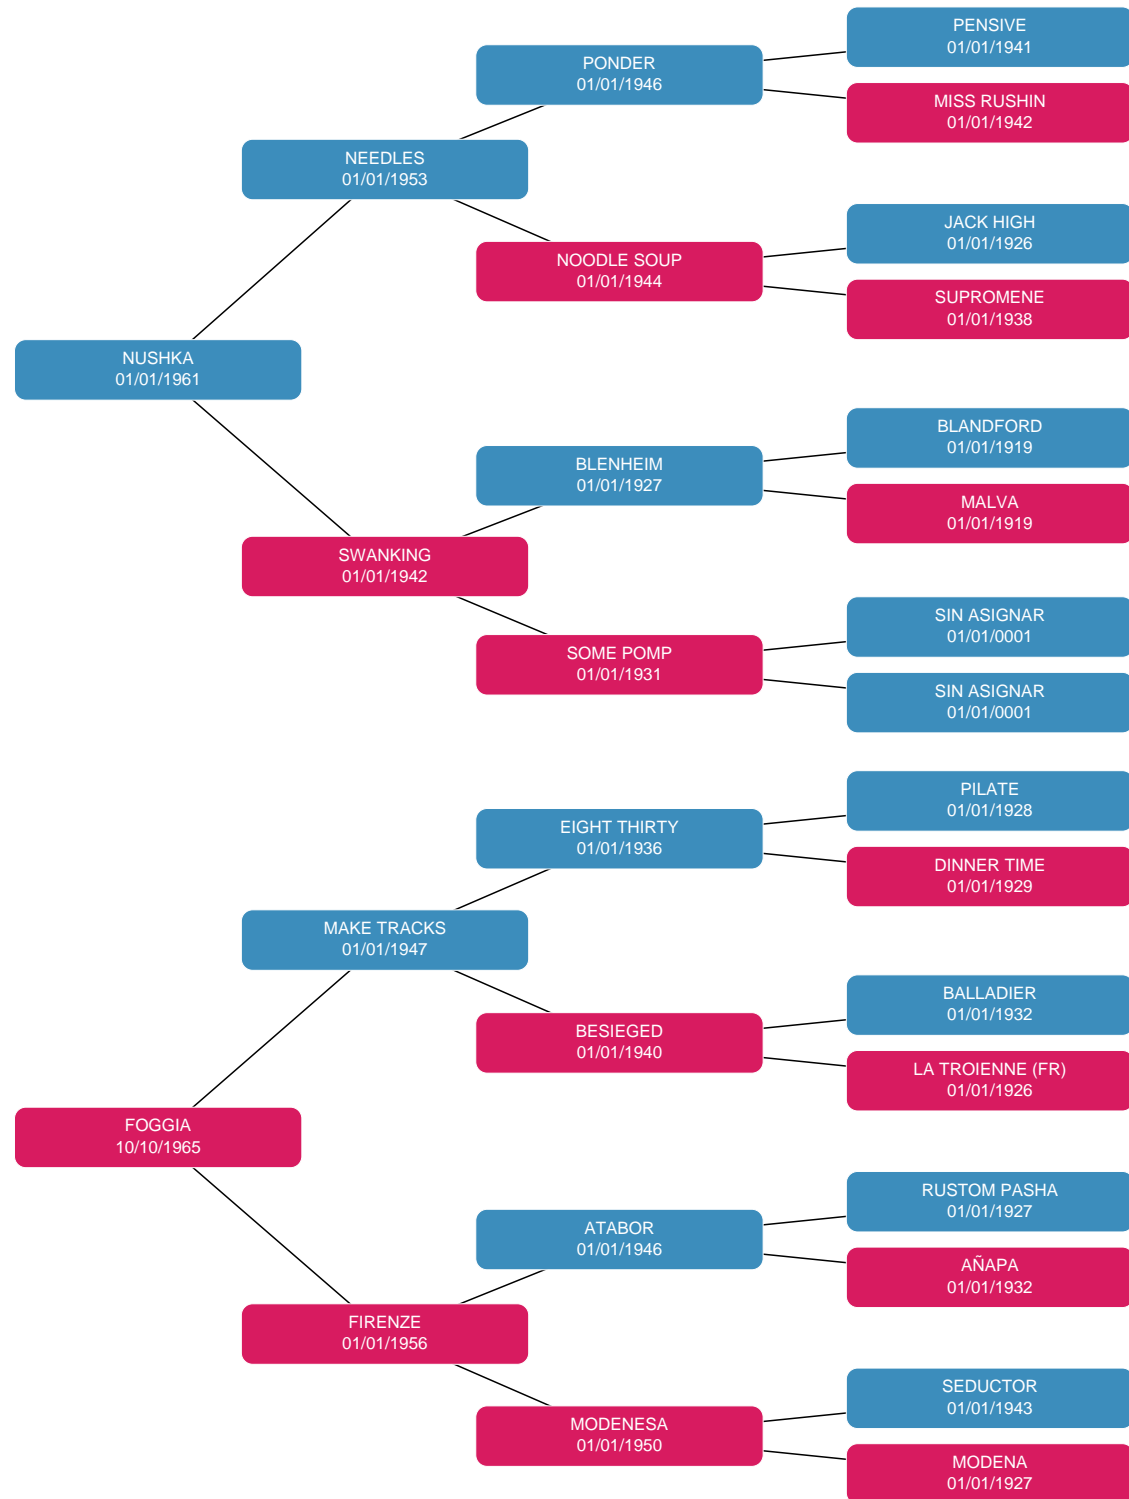 PENSIVE
01/01/1941
PONDER
01/01/1946
MISS RUSHIN
01/01/1942
NEEDLES
01/01/1953
JACK HIGH
01/01/1926
NOODLE SOUP
01/01/1944
SUPROMENE
01/01/1938
NUSHKA
01/01/1961
BLANDFORD
01/01/1919
BLENHEIM
01/01/1927
MALVA
01/01/1919
SWANKING
01/01/1942
SIN ASIGNAR
01/01/0001
SOME POMP
01/01/1931
SIN ASIGNAR
01/01/0001
PILATE
01/01/1928
EIGHT THIRTY
01/01/1936
DINNER TIME
01/01/1929
MAKE TRACKS
01/01/1947
BALLADIER
01/01/1932
BESIEGED
01/01/1940
LA TROIENNE (FR)
01/01/1926
FOGGIA
10/10/1965
RUSTOM PASHA
01/01/1927
ATABOR
01/01/1946
AÑAPA
01/01/1932
FIRENZE
01/01/1956
SEDUCTOR
01/01/1943
MODENESA
01/01/1950
MODENA
01/01/1927